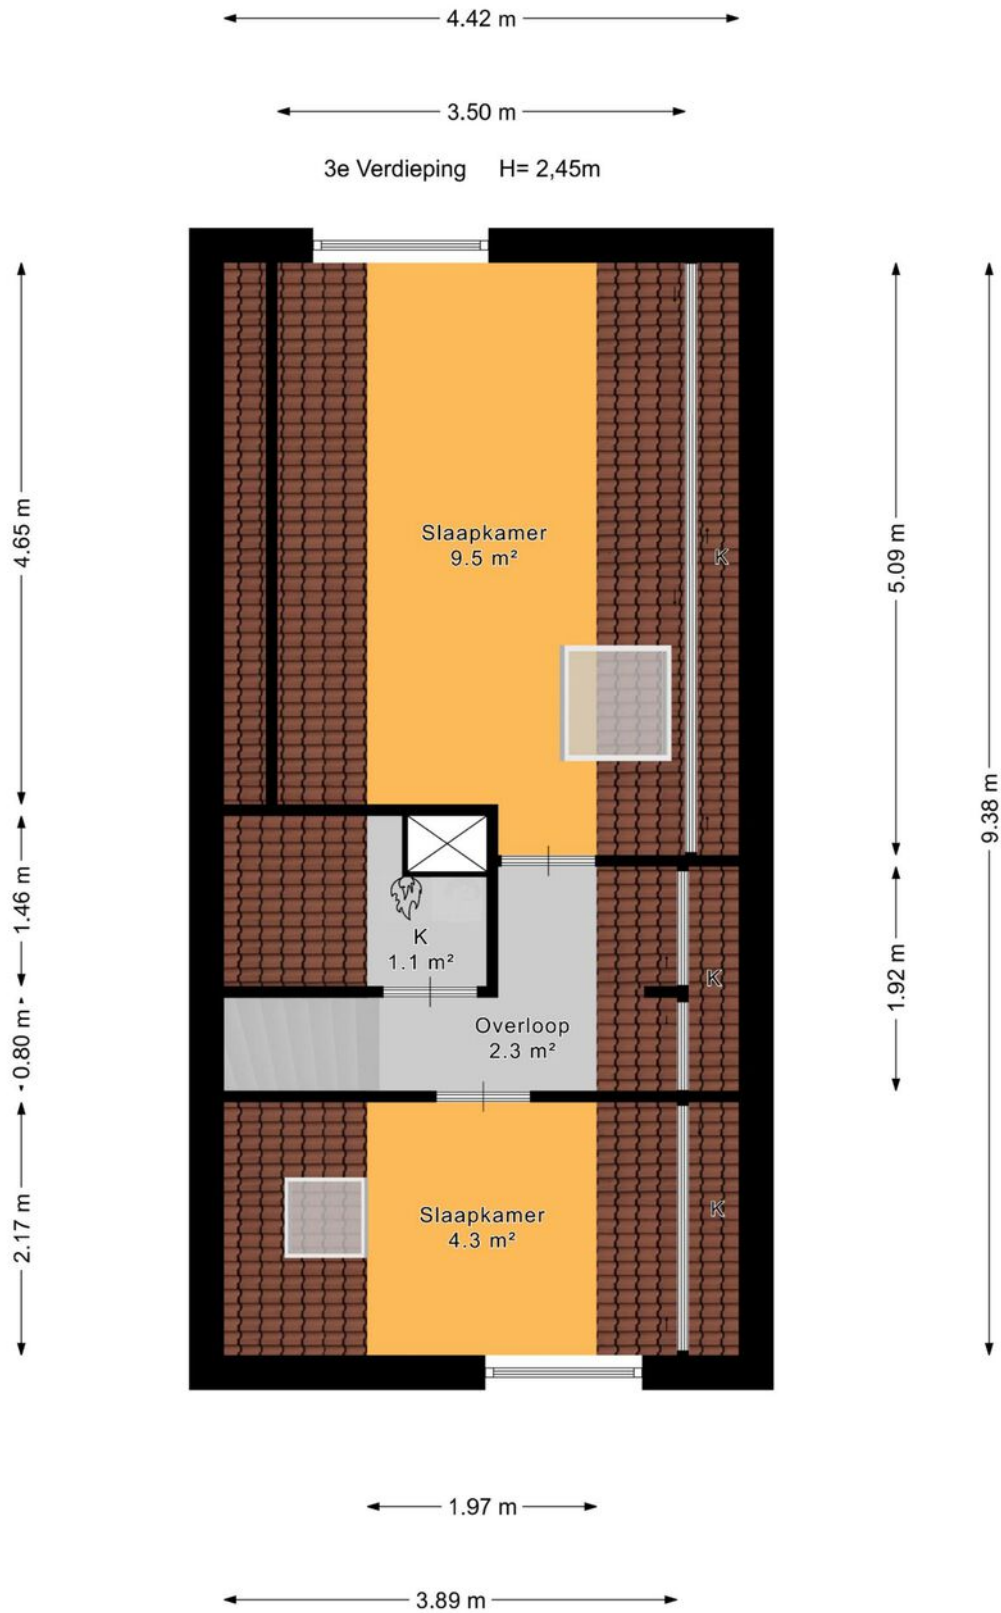 4.42 m
3.50 m
3e Verdieping H= 2,45m
4.65 m
5.09 m
9.38 m
Slaapkamer
9.5 m²
K
1.46 m
K
1.1 m²
1.92 m
K
0.80 m
Overloop
2.3 m²
2.17 m
Slaapkamer
4.3 m²
K
1.97 m
3.89 m